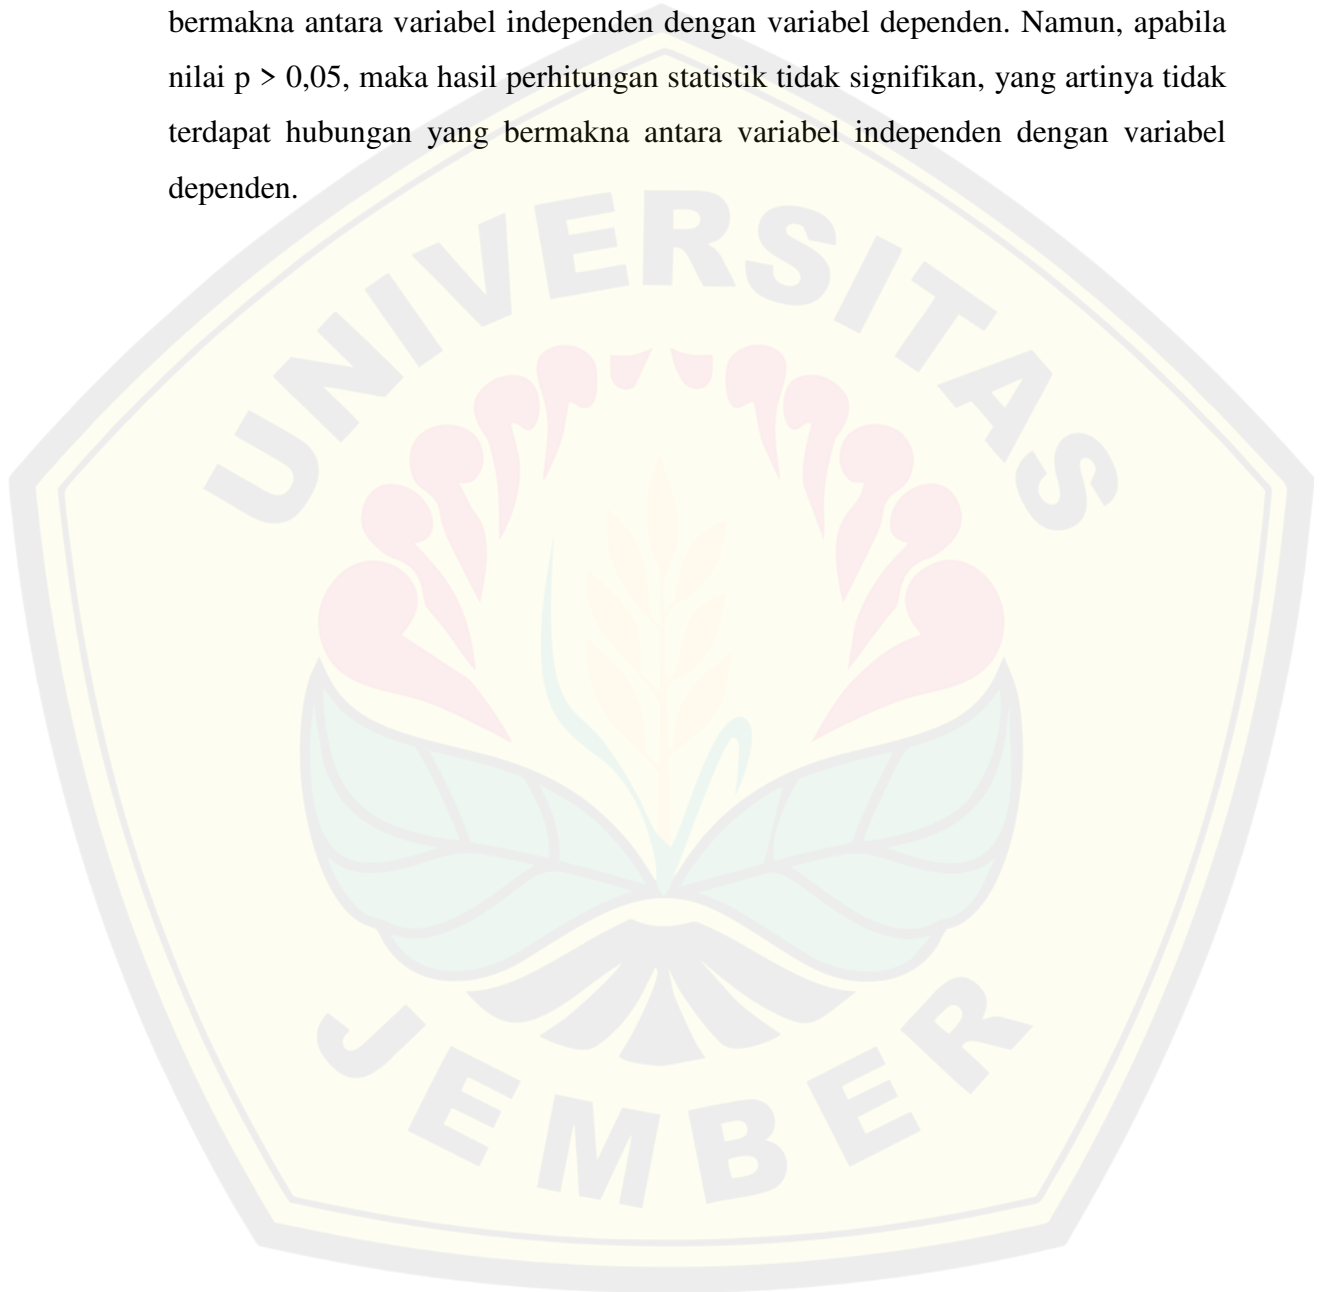 bermakna antara variabel independen dengan variabel dependen. Namun, apabila
nilai p > 0,05, maka hasil perhitungan statistik tidak signifikan, yang artinya tidak
terdapat hubungan yang bermakna antara variabel independen dengan variabel
dependen.
UNIVERSITAS
JEMBER